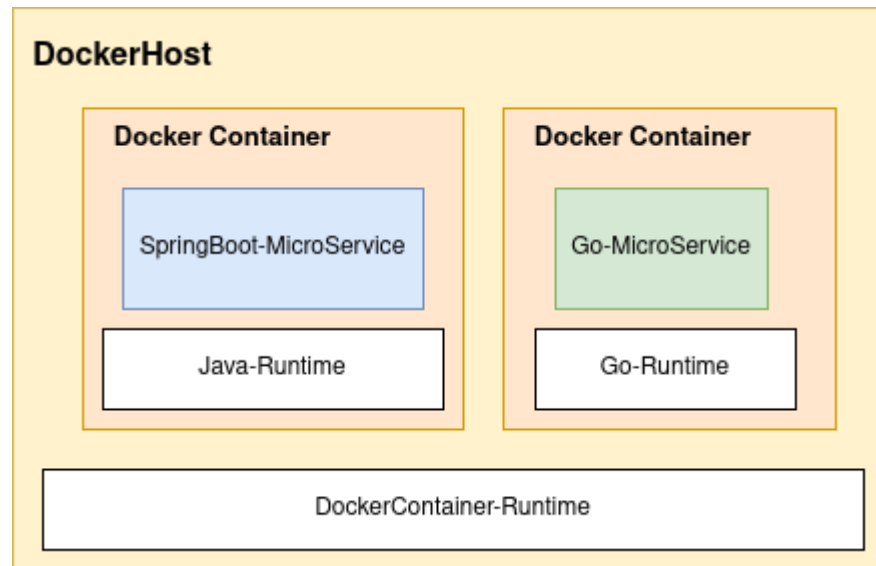 DockerHost
Docker Container
SpringBoot-MicroService
Java-Runtime
Docker Container
Go-MicroService
Go-Runtime
DockerContainer-Runtime